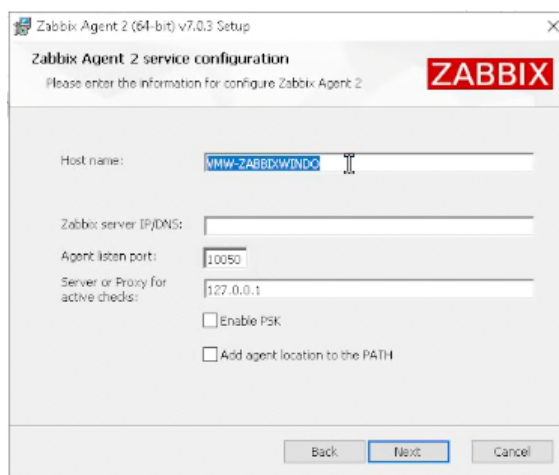 Zabbix Agent 2 (64-bit) v7.0.3 Setup
Zabbix Agent 2 service configuration
Please enter the information for configure Zabbix Agent 2
ZABBIX
Host name:
VMW-ZABBIXWINDO
Zabbix server IP/DNS:
Agent listen port:
10050
Server or Proxy for
active checks:
127.0.0.1
Enable PSK
Add agent location to the PATH
Back
Next
Cancel